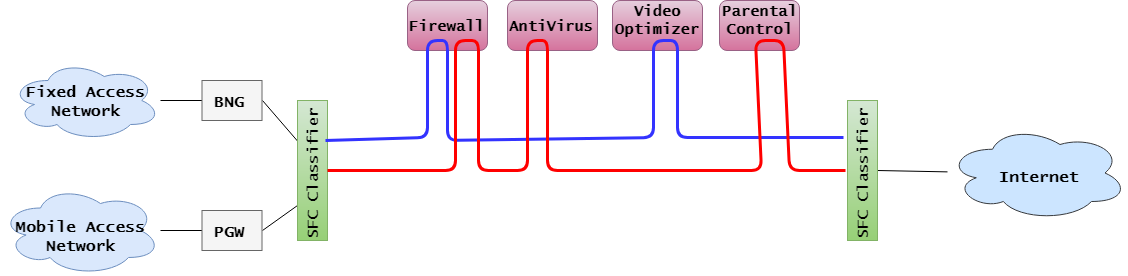 Firewall
AntiVirus
Video
Optimizer
Parental
Control
Fixed Access
Network
BNG
SFC Classifier
SFC Classifier
Internet
Mobile Access
Network
PGW